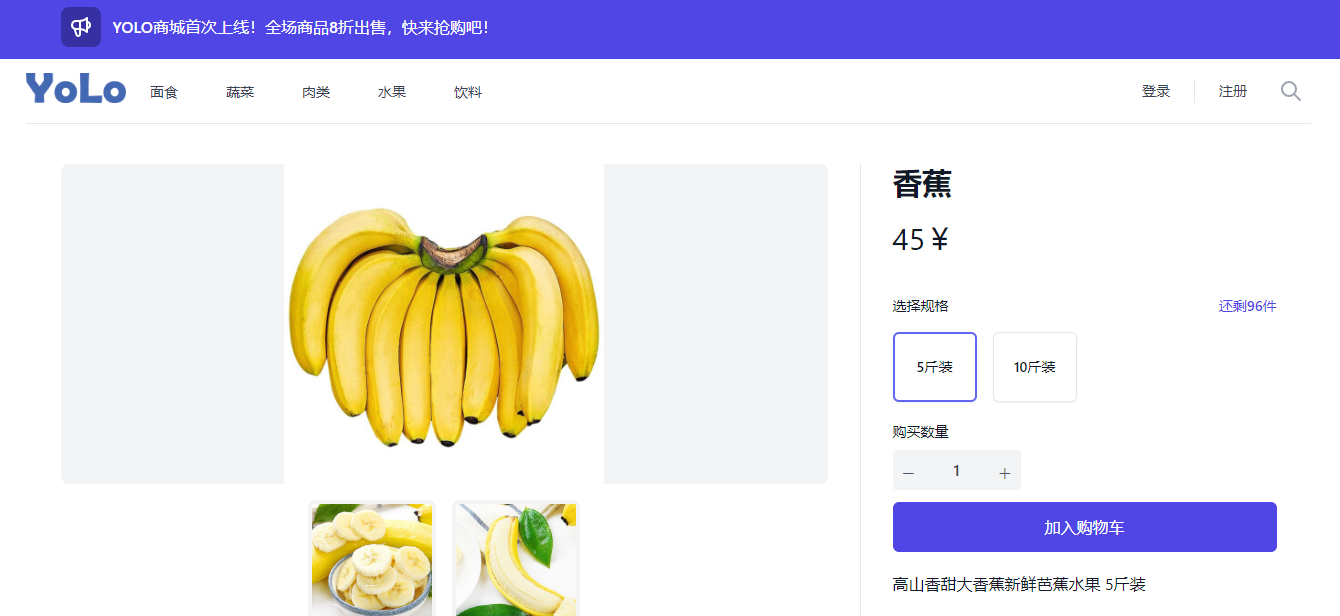 YOLO商城首次上线！全场商品8折出售，快来抢购吧！
YoLo 面食 蔬菜 肉类 水果 饮料 登录 注册
香蕉
45￥
选择规格 还剩96件
5斤装 10斤装
购买数量
— 1 +
加入购物车
高山香甜大香蕉新鲜芭蕉水果 5斤装